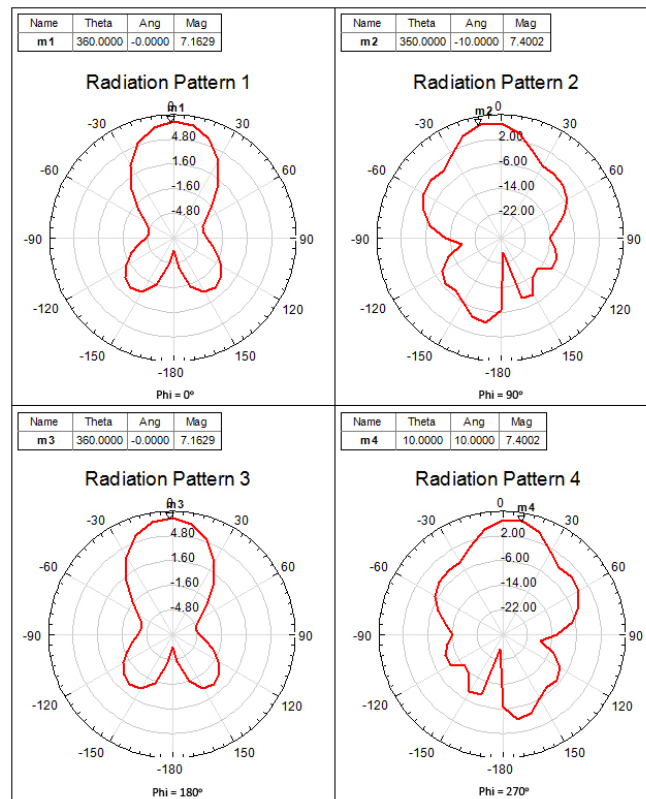 Name Theta Ang Mag
m1 360.0000 -0.0000 7.1629
Radiation Pattern 1
0
m1
-30 30
4.80
-60 1.60 60
-1.60
-4.80
-90 90
-120 120
-150 150
-180
Phi = 0º
Name Theta Ang Mag
m2 350.0000 -10.0000 7.4002
Radiation Pattern 2
0
m2
-30 30
2.00
-60 -6.00 60
-14.00
-22.00
-90 90
-120 120
-150 150
-180
Phi = 90º
Name Theta Ang Mag
m3 360.0000 -0.0000 7.1629
Radiation Pattern 3
0
m3
-30 30
4.80
-60 1.60 60
-1.60
-4.80
-90 90
-120 120
-150 150
-180
Phi = 180º
Name Theta Ang Mag
m4 10.0000 10.0000 7.4002
Radiation Pattern 4
0
m4
-30 30
2.00
-60 -6.00 60
-14.00
-22.00
-90 90
-120 120
-150 150
-180
Phi = 270º